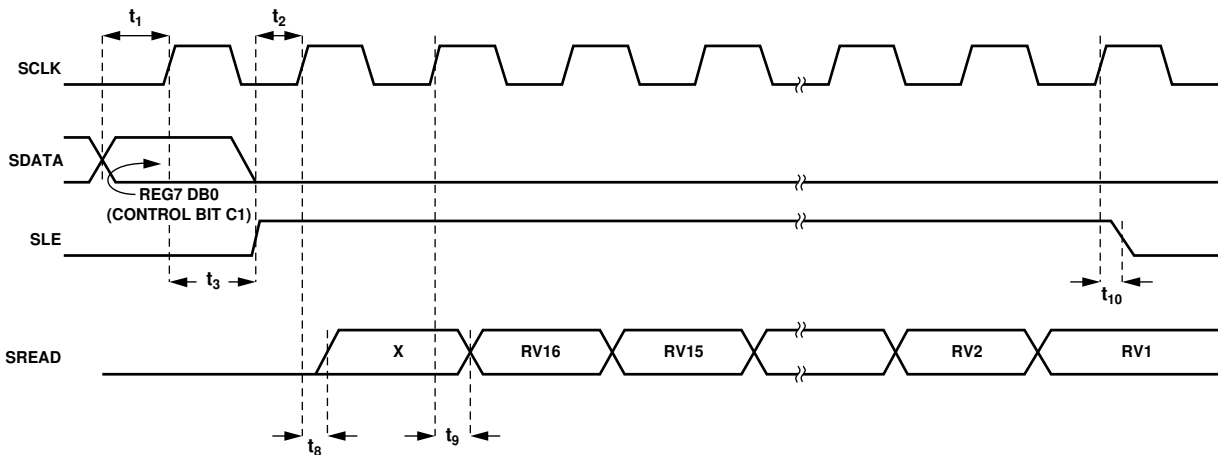 t1
t2
SCLK
SDATA
REG7 DB0
(CONTROL BIT C1)
SLE
t3
t10
SREAD
X
RV16
RV15
RV2
RV1
t8
t9